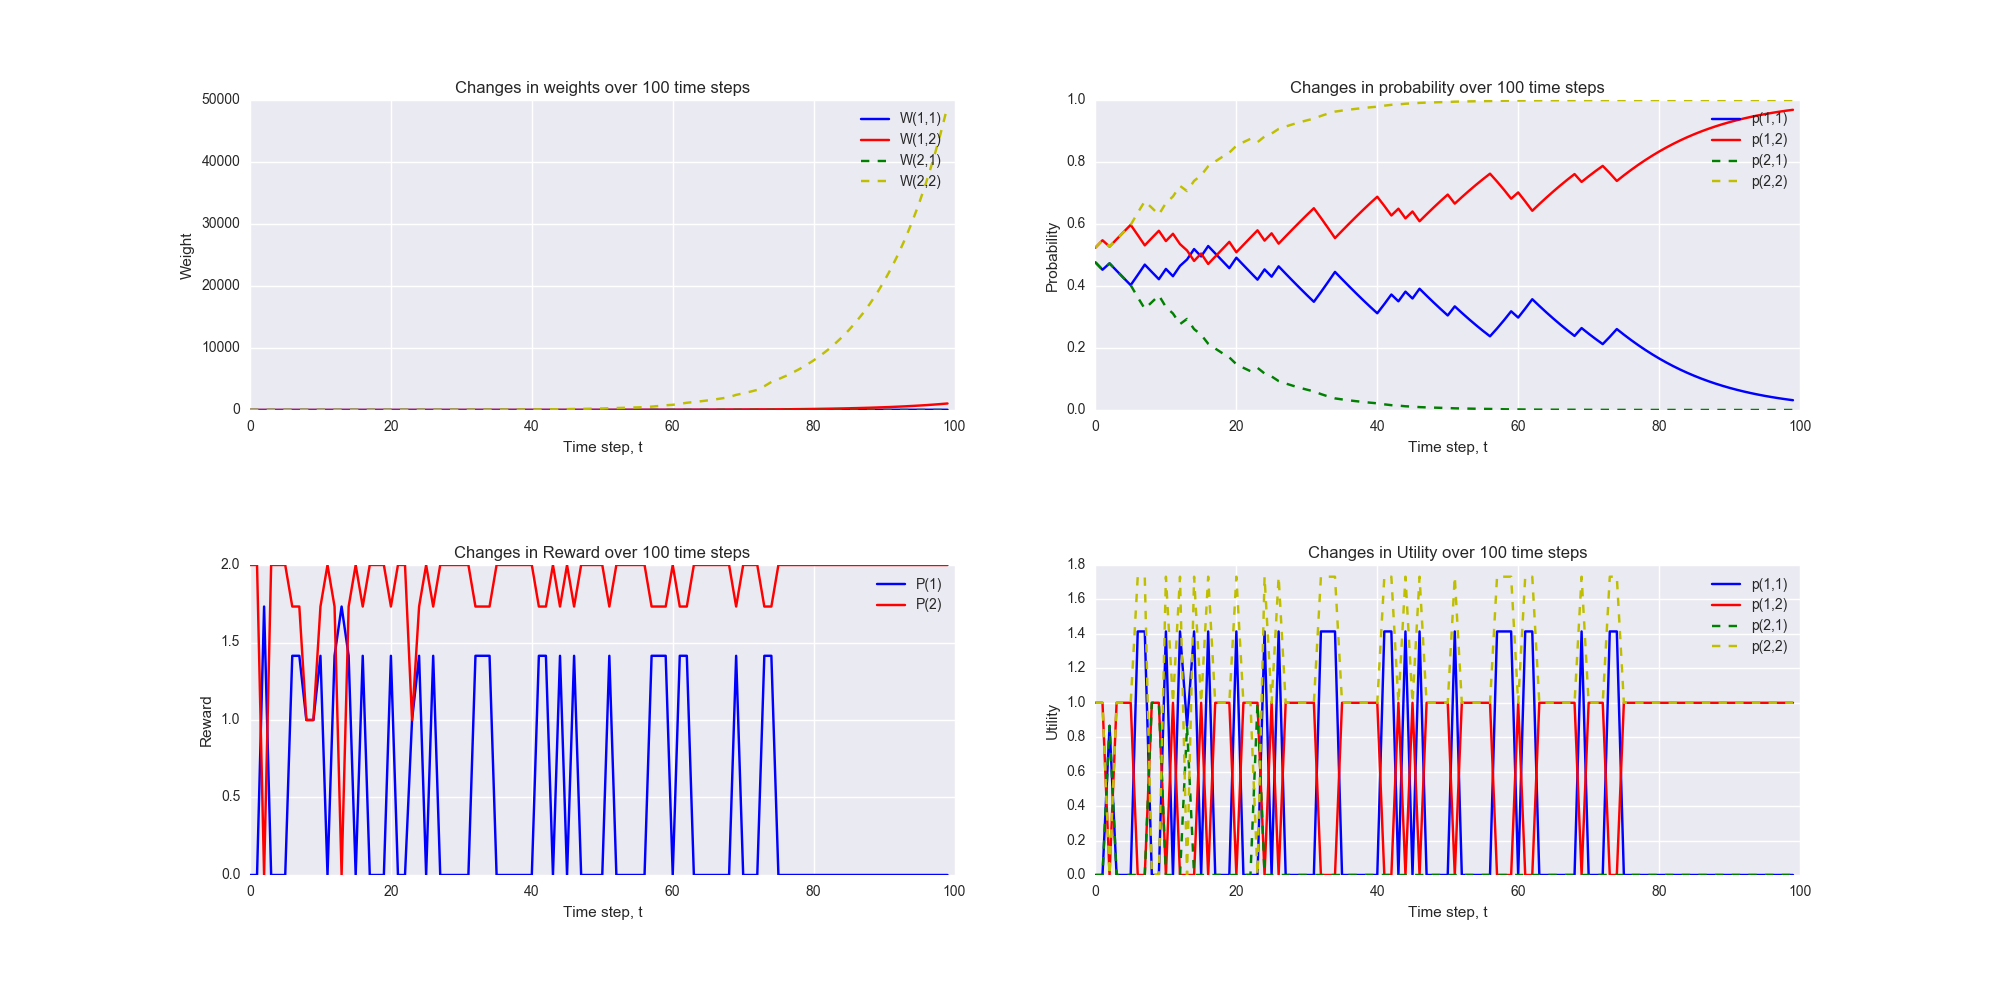 Changes in weights over 100 time steps
50000
40000
30000
20000
10000
0
Weight
W(1,1)
W(1,2)
W(2,1)
W(2,2)
0 20 40 60 80 100
Time step, t
Changes in probability over 100 time steps
1.0
0.8
0.6
0.4
0.2
0.0
Probability
p(1,1)
p(1,2)
p(2,1)
p(2,2)
0 20 40 60 80 100
Time step, t
Changes in Reward over 100 time steps
2.0
1.5
1.0
0.5
0.0
Reward
P(1)
P(2)
0 20 40 60 80 100
Time step, t
Changes in Utility over 100 time steps
1.8
1.6
1.4
1.2
1.0
0.8
0.6
0.4
0.2
0.0
Utility
p(1,1)
p(1,2)
p(2,1)
p(2,2)
0 20 40 60 80 100
Time step, t